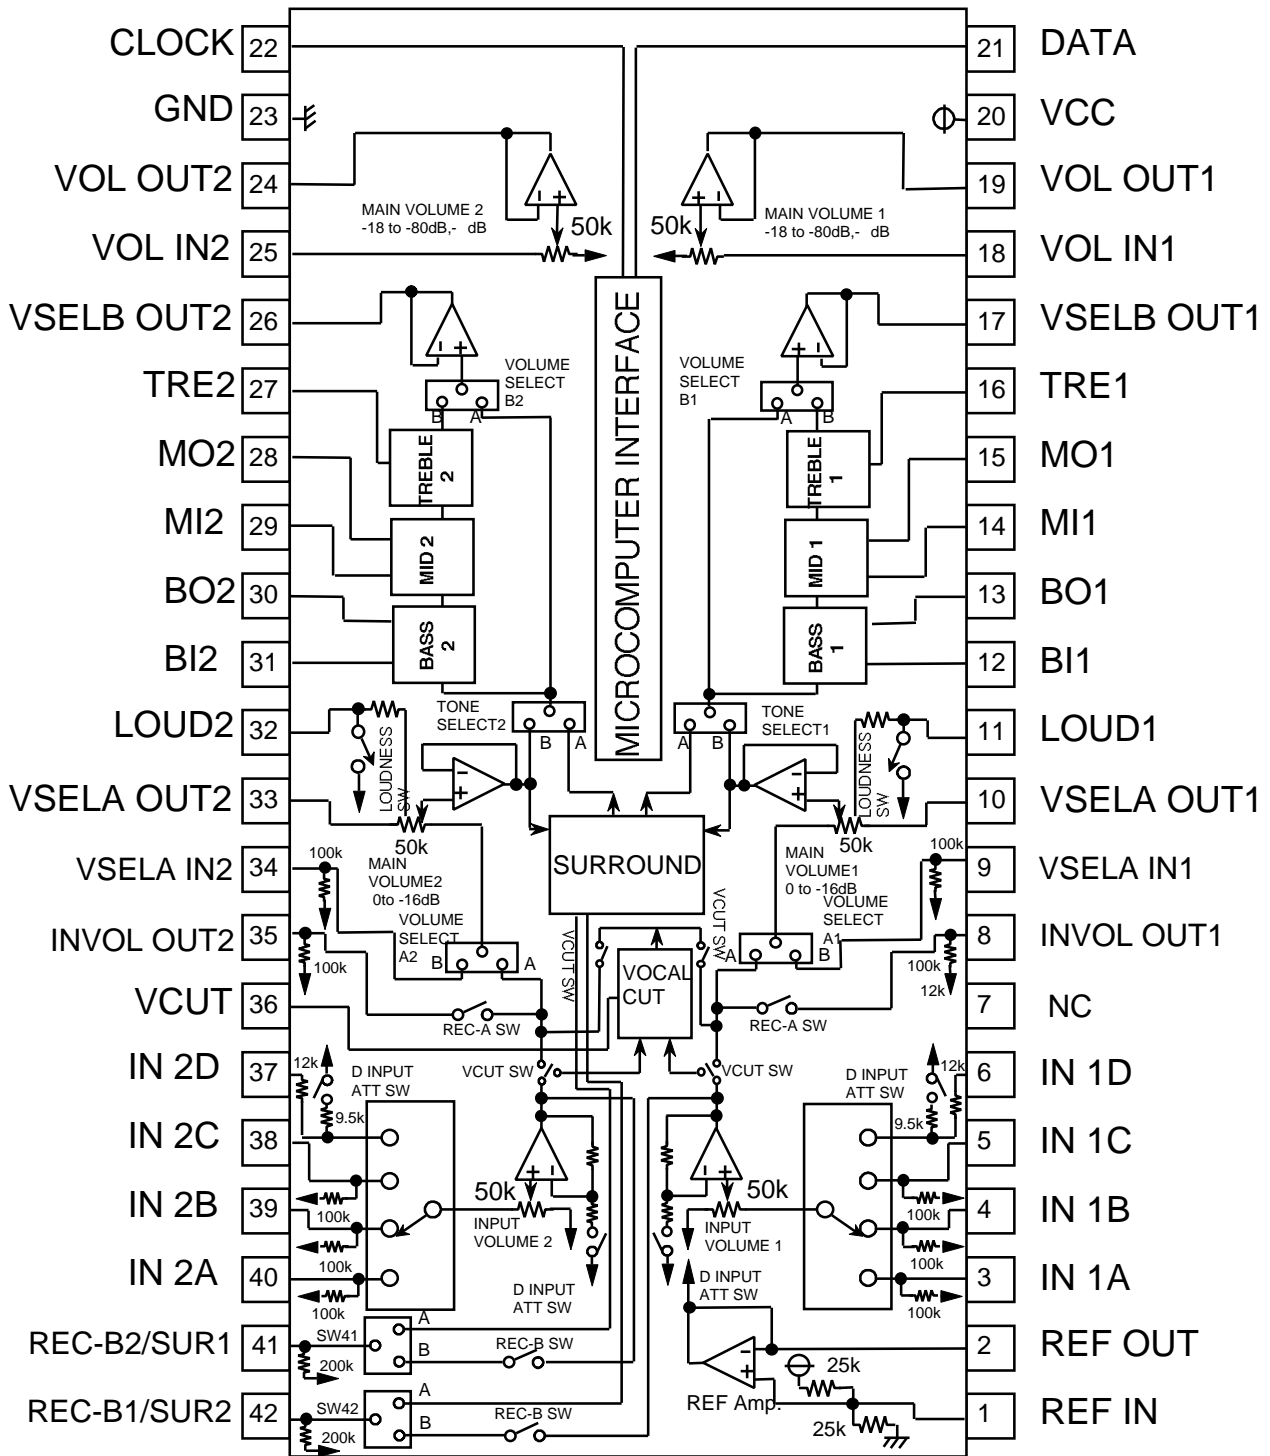 CLOCK 22
21 DATA
GND 23
20 VCC
VOL OUT2 24
19 VOL OUT1
MAIN VOLUME 2
-18 to -80dB,- dB
50k
50k
MAIN VOLUME 1
-18 to -80dB,- dB
VOL IN2 25
18 VOL IN1
VSELB OUT2 26
17 VSELB OUT1
VOLUME
SELECT
B2
VOLUME
SELECT
B1
MICROCOMPUTER INTERFACE
TRE2 27
16 TRE1
B A
A B
TREBLE
2
TREBLE
1
MO2 28
15 MO1
MI2 29
14 MI1
MID 2
MID 1
BO2 30
13 BO1
BASS
2
BASS
1
BI2 31
12 BI1
TONE
SELECT2
TONE
SELECT1
B A
A B
LOUD2 32
11 LOUD1
LOUDNESS
SW
LOUDNESS
SW
VSELA OUT2 33
10 VSELA OUT1
50k
50k
SURROUND
100k
100k
VSELA IN2 34
9 VSELA IN1
MAIN
VOLUME2
0to -16dB
MAIN
VOLUME1
0 to -16dB
VOLUME
SELECT
A2
VOLUME
SELECT
A1
INVOL OUT2 35
8 INVOL OUT1
B A
A B
VCUT SW
VCUT SW
VOCAL
CUT
100k
100k
12k
VCUT 36
7 NC
REC-A SW
REC-A SW
IN 2D 37
6 IN 1D
12k
D INPUT
ATT SW
VCUT SW
VCUT SW
D INPUT
ATT SW
12k
9.5k
9.5k
IN 2C 38
5 IN 1C
IN 2B 39
4 IN 1B
100k
100k
50k
50k
INPUT
VOLUME 2
INPUT
VOLUME 1
100k
100k
IN 2A 40
3 IN 1A
D INPUT
ATT SW
D INPUT
ATT SW
100k
100k
REC-B2/SUR1 41
2 REF OUT
SW41
A
B
REC-B SW
200k
25k
REF Amp.
REC-B1/SUR2 42
1 REF IN
SW42
A
B
REC-B SW
200k
25k